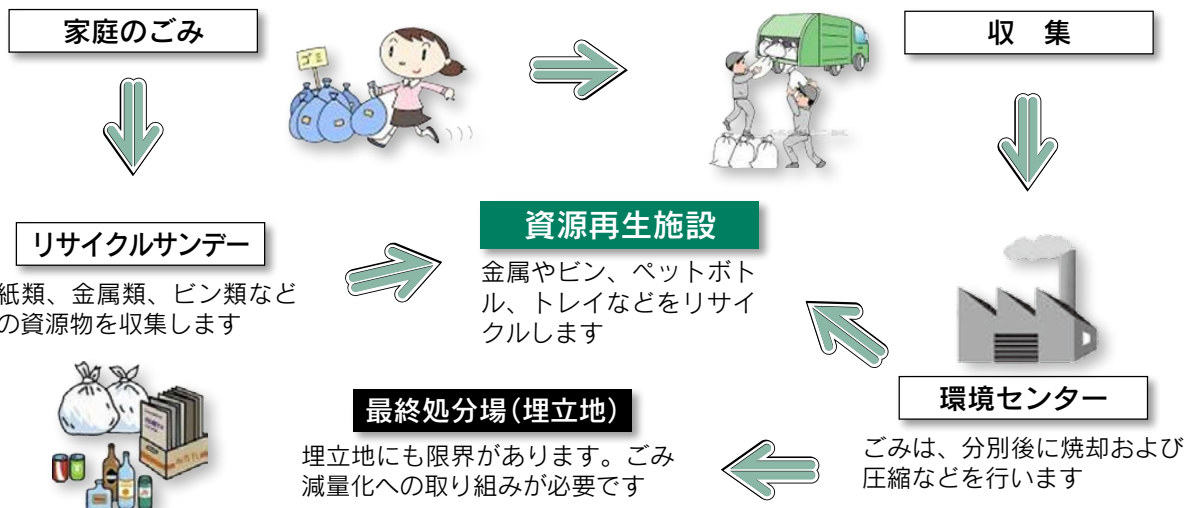 家庭のごみ
ゴミ
収 集
リサイクルサンデー
紙類、金属類、ビン類など
の資源物を収集します
資源再生施設
金属やビン、ペットボト
ル、トレイなどをリサイ
クルします
環境センター
ごみは、分別後に焼却および
圧縮などを行います
最終処分場(埋立地)
埋立地にも限界があります。ごみ
減量化への取り組みが必要です